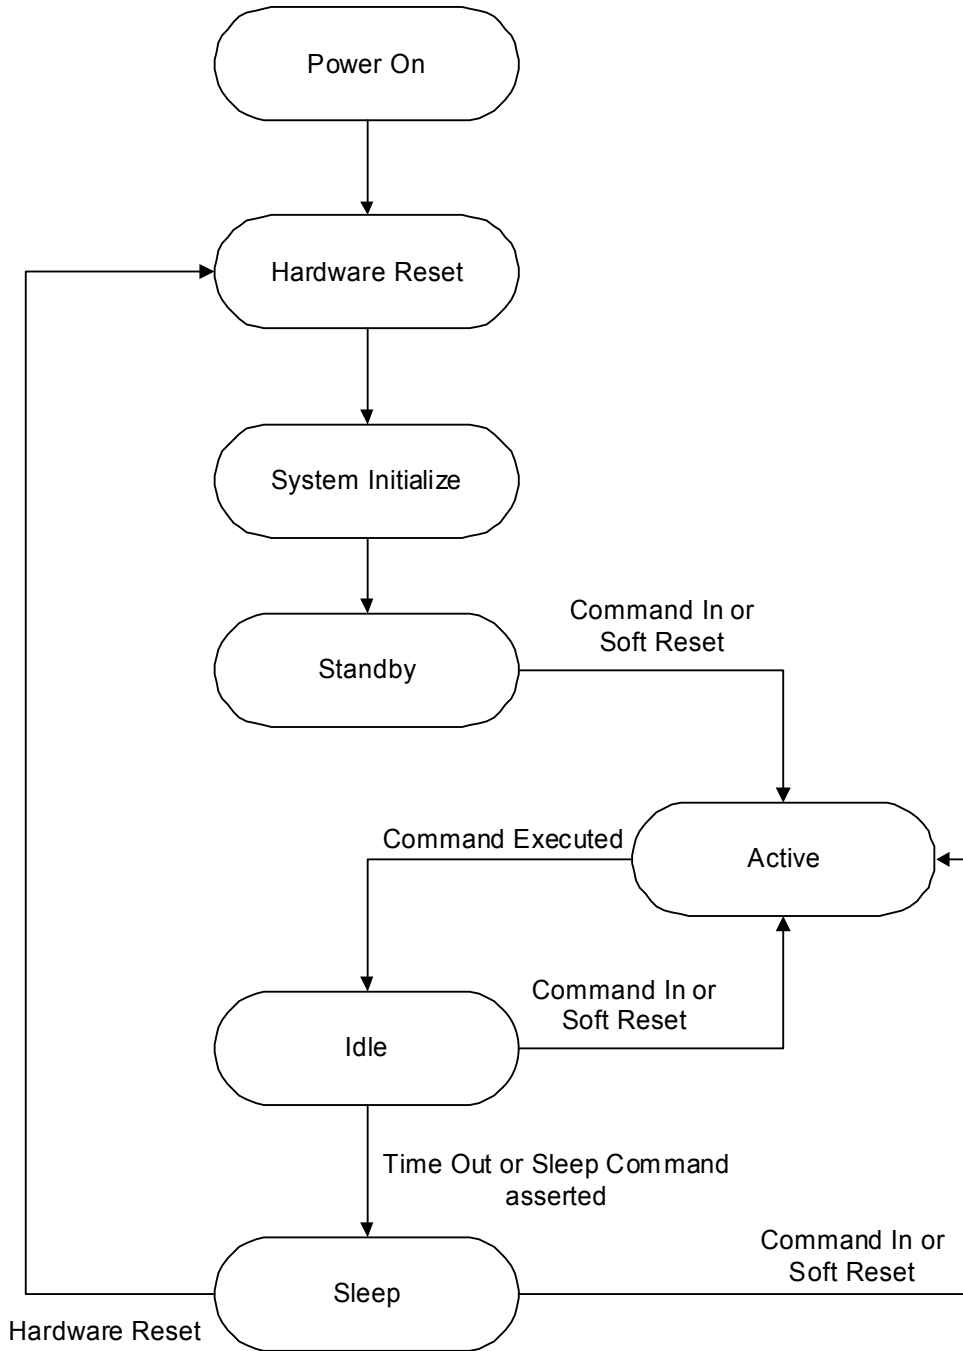 Power On
Hardware Reset
System Initialize
Standby
Command In or
Soft Reset
Active
Command Executed
Command In or
Soft Reset
Idle
Time Out or Sleep Command
asserted
Command In or
Soft Reset
Sleep
Hardware Reset